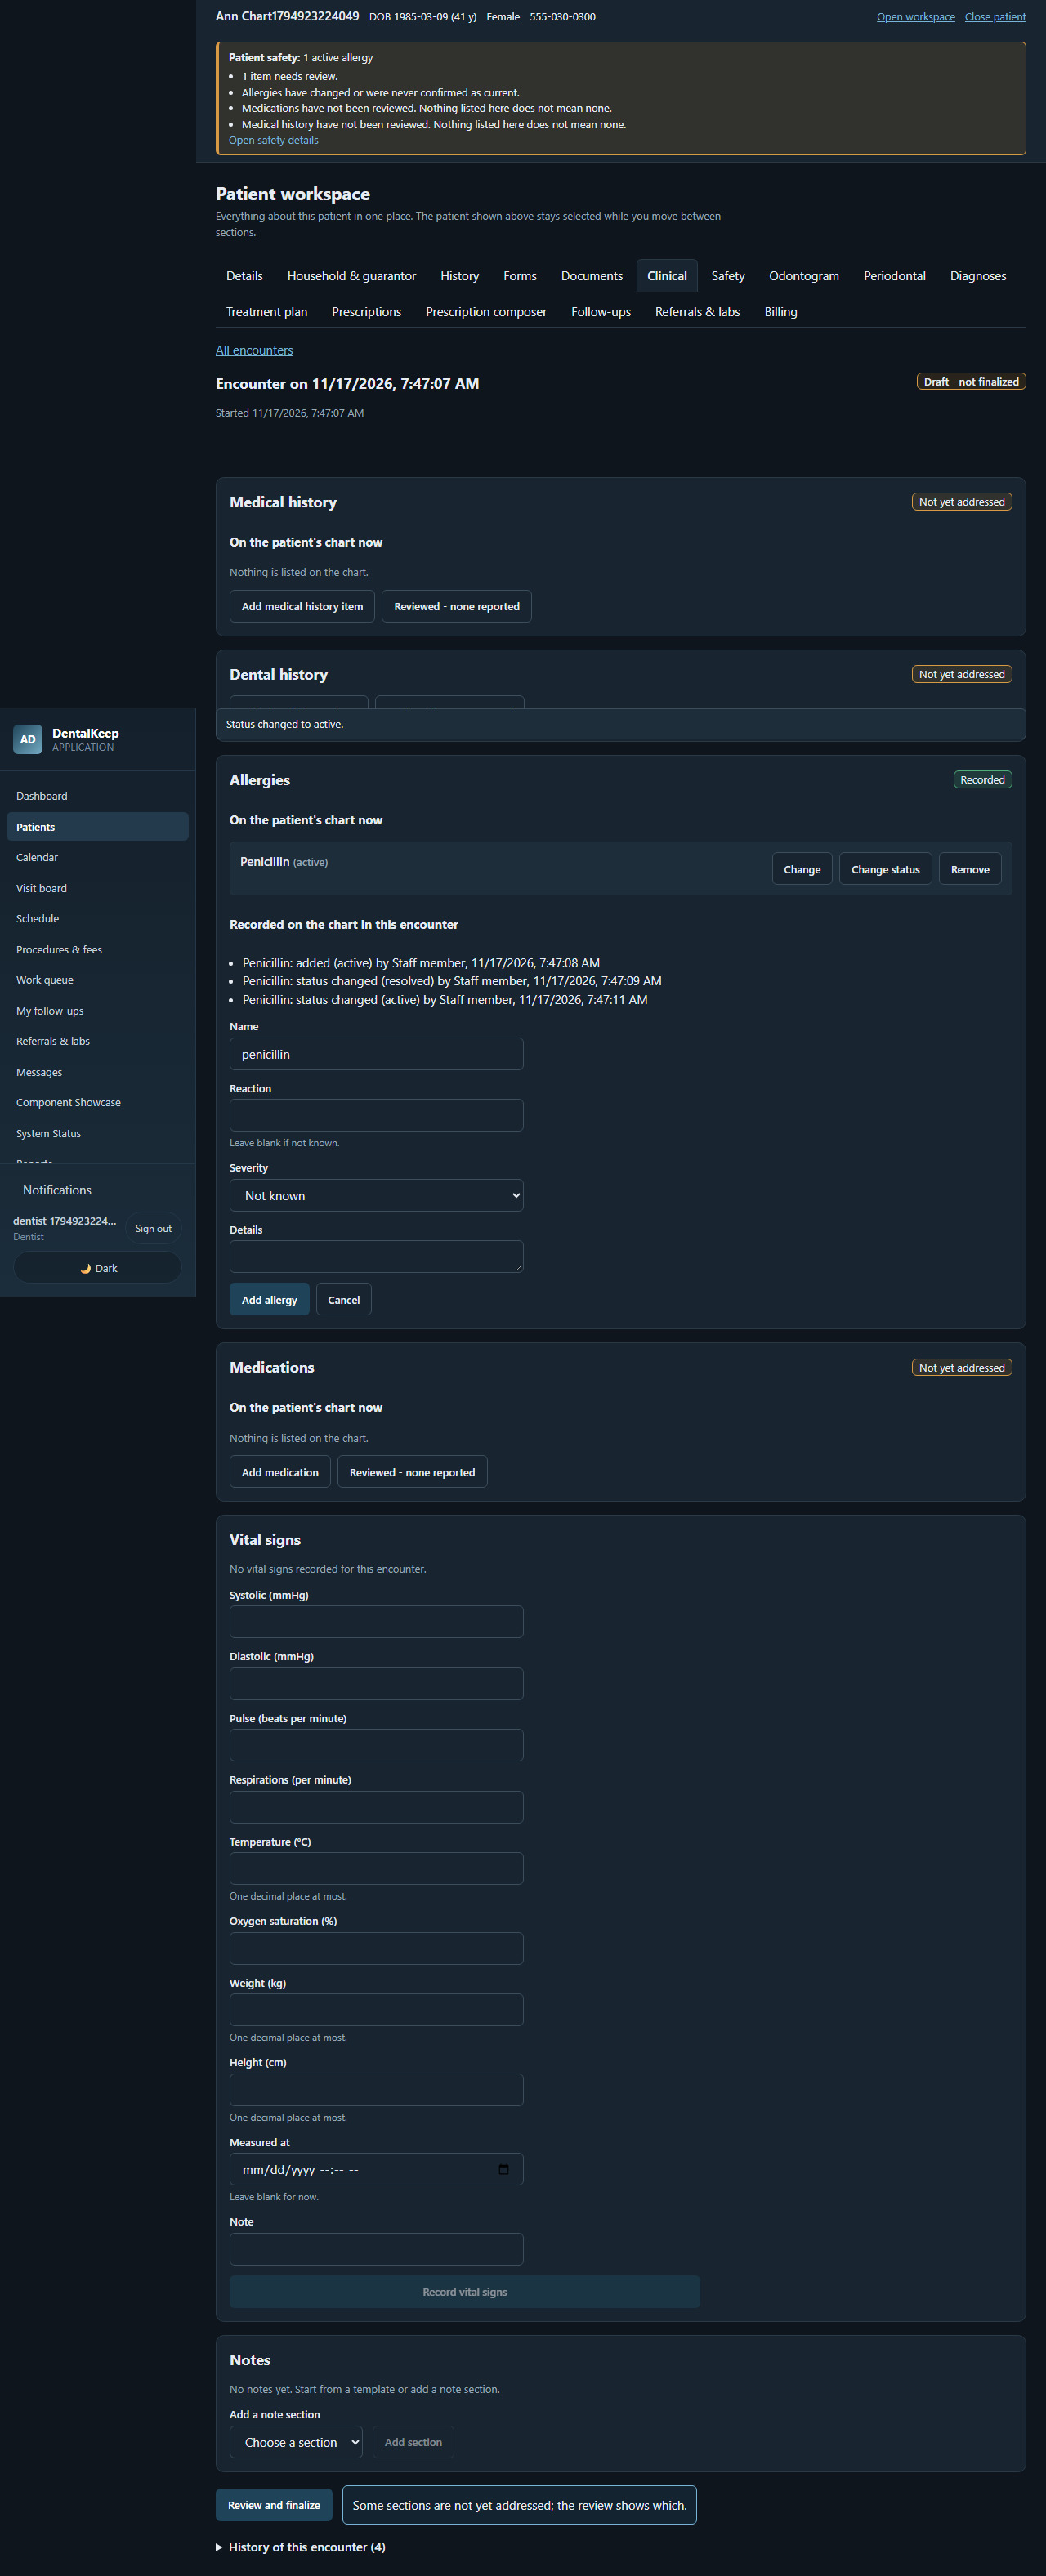 Ann Chart1794923224049 DOB 1985-03-09 (41 y) Female 555-030-0300
Open workspace Close patient
Patient safety: 1 active allergy
1 item needs review.
Allergies have changed or were never confirmed as current.
Medications have not been reviewed. Nothing listed here does not mean none.
Medical history have not been reviewed. Nothing listed here does not mean none.
Open safety details
Patient workspace
Everything about this patient in one place. The patient shown above stays selected while you move between
sections.
Details Household & guarantor History Forms Documents Clinical Safety Odontogram Periodontal Diagnoses
Treatment plan Prescriptions Prescription composer Follow-ups Referrals & labs Billing
All encounters
Encounter on 11/17/2026, 7:47:07 AM
Draft - not finalized
Started 11/17/2026, 7:47:07 AM
Medical history
Not yet addressed
On the patient's chart now
Nothing is listed on the chart.
Add medical history item Reviewed - none reported
Dental history
Not yet addressed
Status changed to active.
AD
DentalKeep
APPLICATION
Dashboard
Patients
Calendar
Visit board
Schedule
Procedures & fees
Work queue
My follow-ups
Referrals & labs
Messages
Component Showcase
System Status
Reports
Notifications
dentist-1794923224...
Dentist
Sign out
🌙 Dark
Allergies
Recorded
On the patient's chart now
Penicillin (active)
Change Change status Remove
Recorded on the chart in this encounter
Penicillin: added (active) by Staff member, 11/17/2026, 7:47:08 AM
Penicillin: status changed (resolved) by Staff member, 11/17/2026, 7:47:09 AM
Penicillin: status changed (active) by Staff member, 11/17/2026, 7:47:11 AM
Name
penicillin
Reaction
Leave blank if not known.
Severity
Not known
Details
Add allergy Cancel
Medications
Not yet addressed
On the patient's chart now
Nothing is listed on the chart.
Add medication Reviewed - none reported
Vital signs
No vital signs recorded for this encounter.
Systolic (mmHg)
Diastolic (mmHg)
Pulse (beats per minute)
Respirations (per minute)
Temperature (°C)
One decimal place at most.
Oxygen saturation (%)
Weight (kg)
One decimal place at most.
Height (cm)
One decimal place at most.
Measured at
mm/dd/yyyy --:-- --
Leave blank for now.
Note
Record vital signs
Notes
No notes yet. Start from a template or add a note section.
Add a note section
Choose a section Add section
Review and finalize Some sections are not yet addressed; the review shows which.
History of this encounter (4)